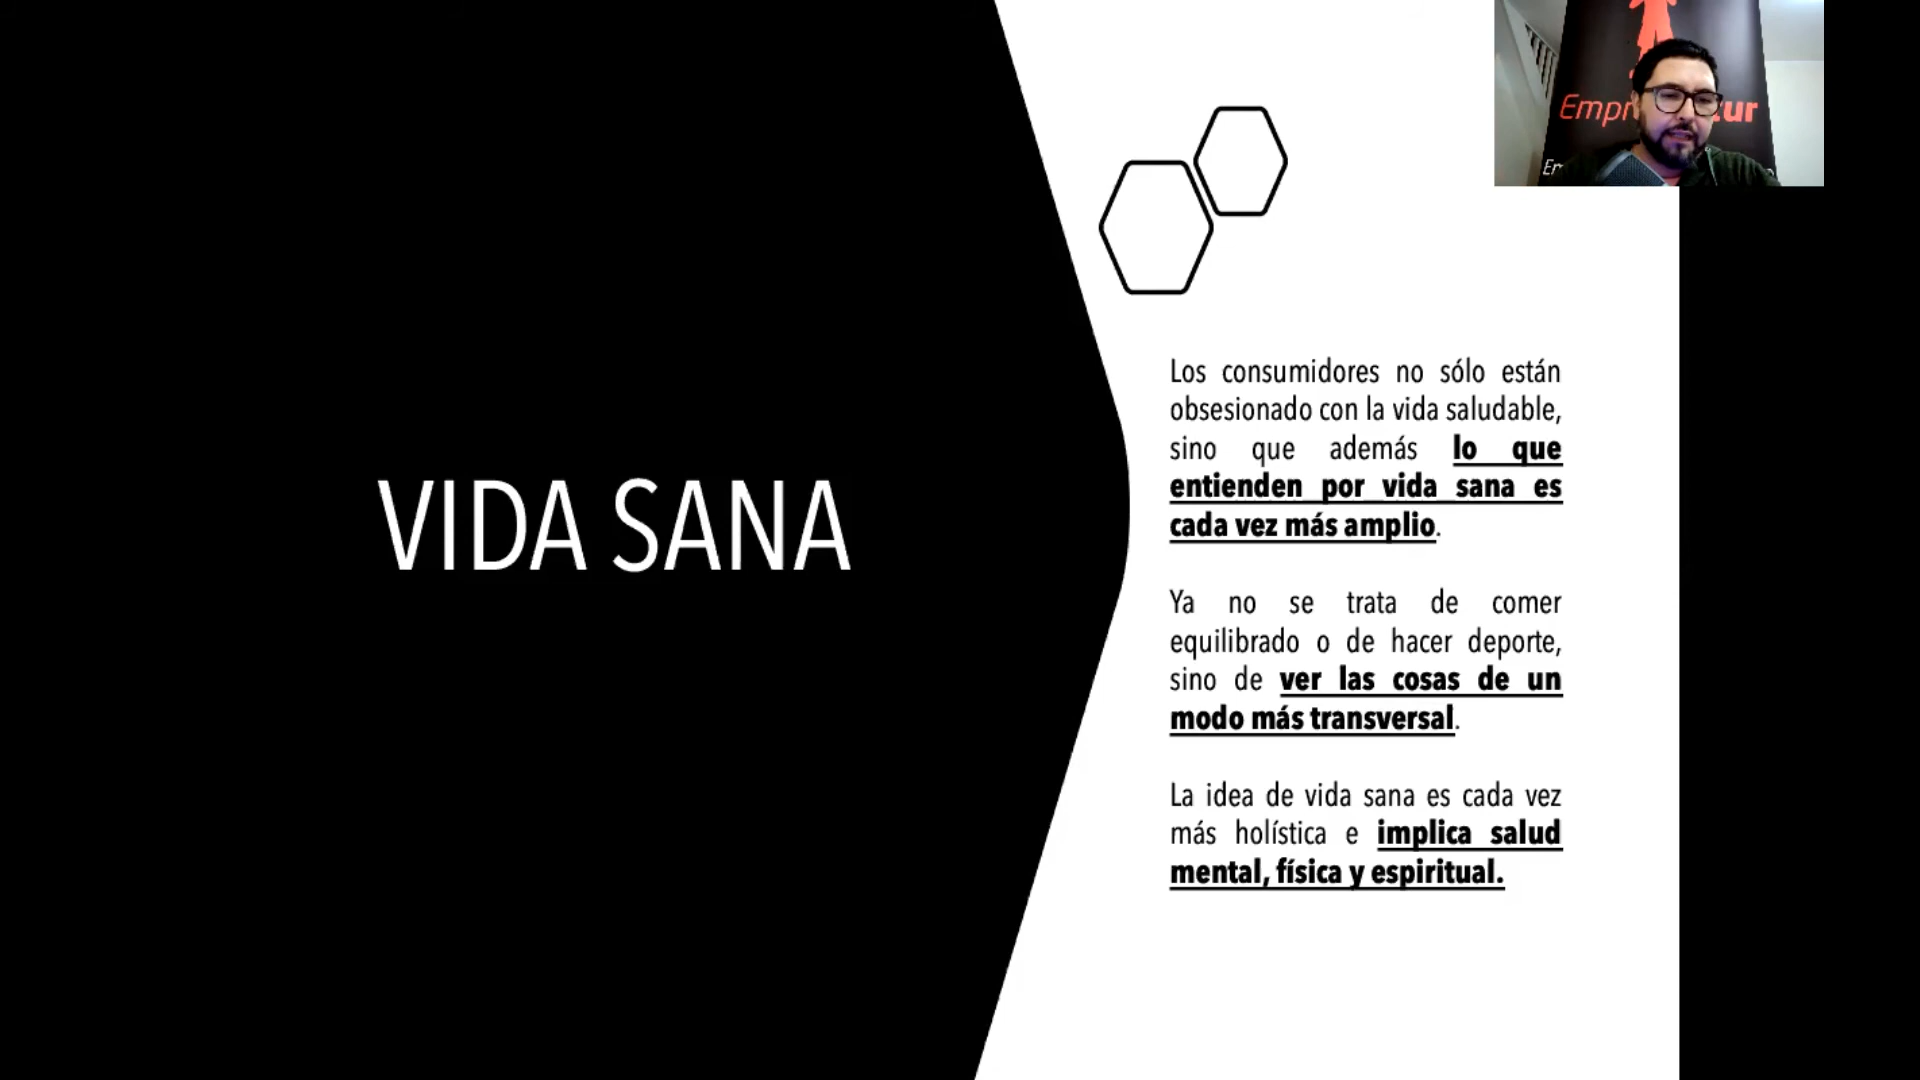 VIDA SANA
Los consumidores no sólo están
obsesionado con la vida saludable,
sino que además lo que
entienden por vida sana es
cada vez más amplio.
Ya no se trata de comer
equilibrado o de hacer deporte,
sino de ver las cosas de un
modo más transversal.
La idea de vida sana es cada vez
más holística e implica salud
mental, física y espiritual.